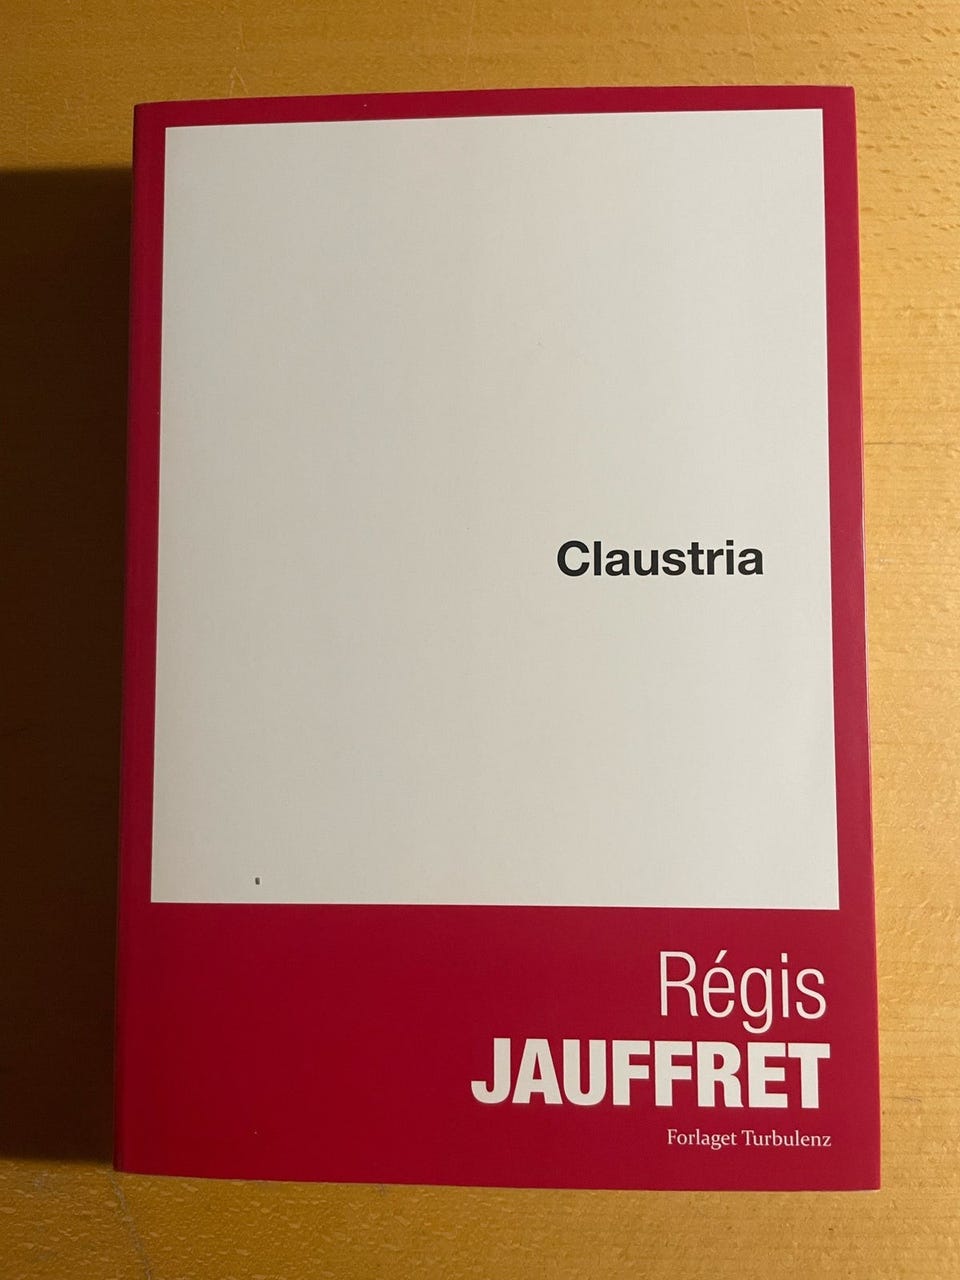 Claustria
Régis
JAUFFRET
Forlaget Turbulenz